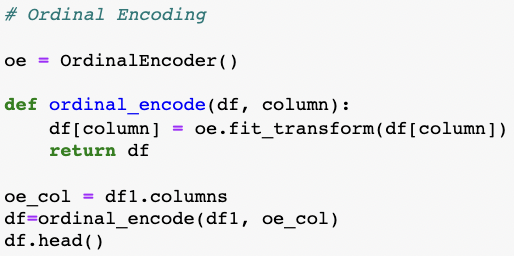 # Ordinal Encoding
oe = OrdinalEncoder()
def ordinal_encode(df, column):
    df[column] = oe.fit_transform(df[column])
    return df
oe_col = df1.columns
df=ordinal_encode(df1, oe_col)
df.head()